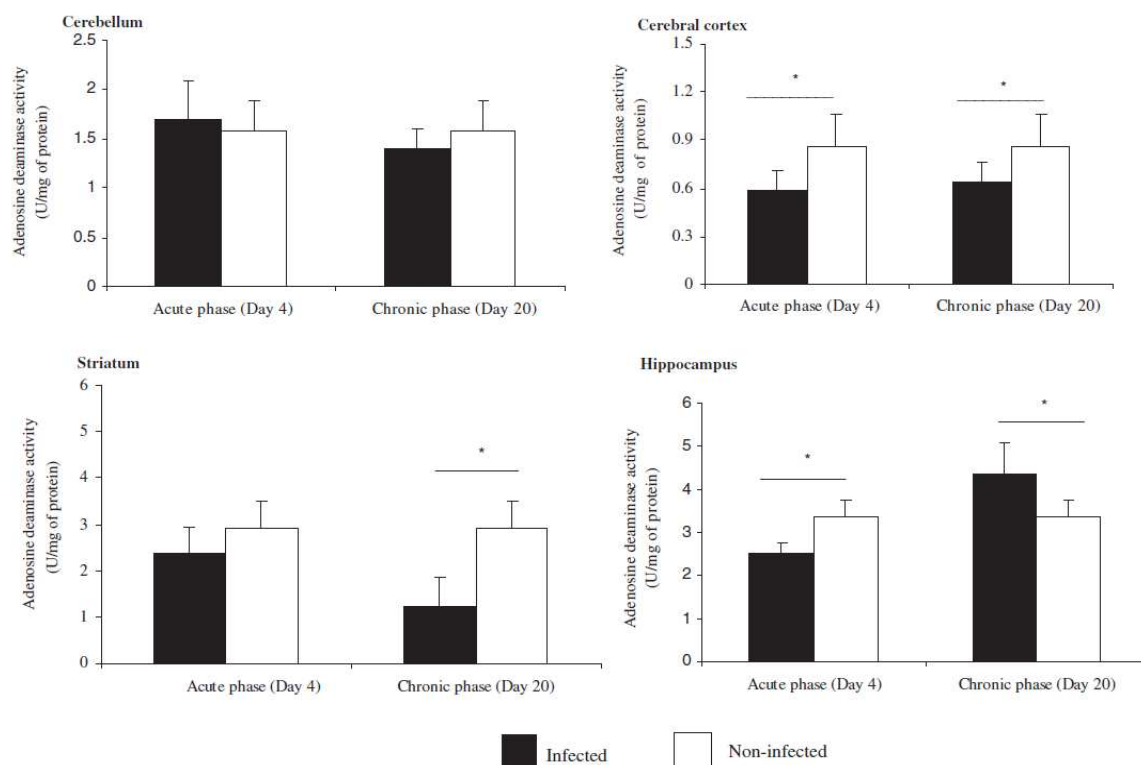 Cerebellum
Adenosine deaminase activity
(U/mg of protein)
2.5
2
1.5
1
0.5
0
Acute phase (Day 4)
Chronic phase (Day 20)
Cerebral cortex
Adenosine deaminase activity
(U/mg of protein)
1.5
1.2
0.9
0.6
0.3
0
*
*
Acute phase (Day 4)
Chronic phase (Day 20)
Striatum
Adenosine deaminase activity
(U/mg of protein)
6
5
4
3
2
1
0
*
Acute phase (Day 4)
Chronic phase (Day 20)
Hippocampus
Adenosine deaminase activity
(U/mg of protein)
6
5
4
3
2
1
0
*
*
Acute phase (Day 4)
Chronic phase (Day 20)
Infected
Non-infected